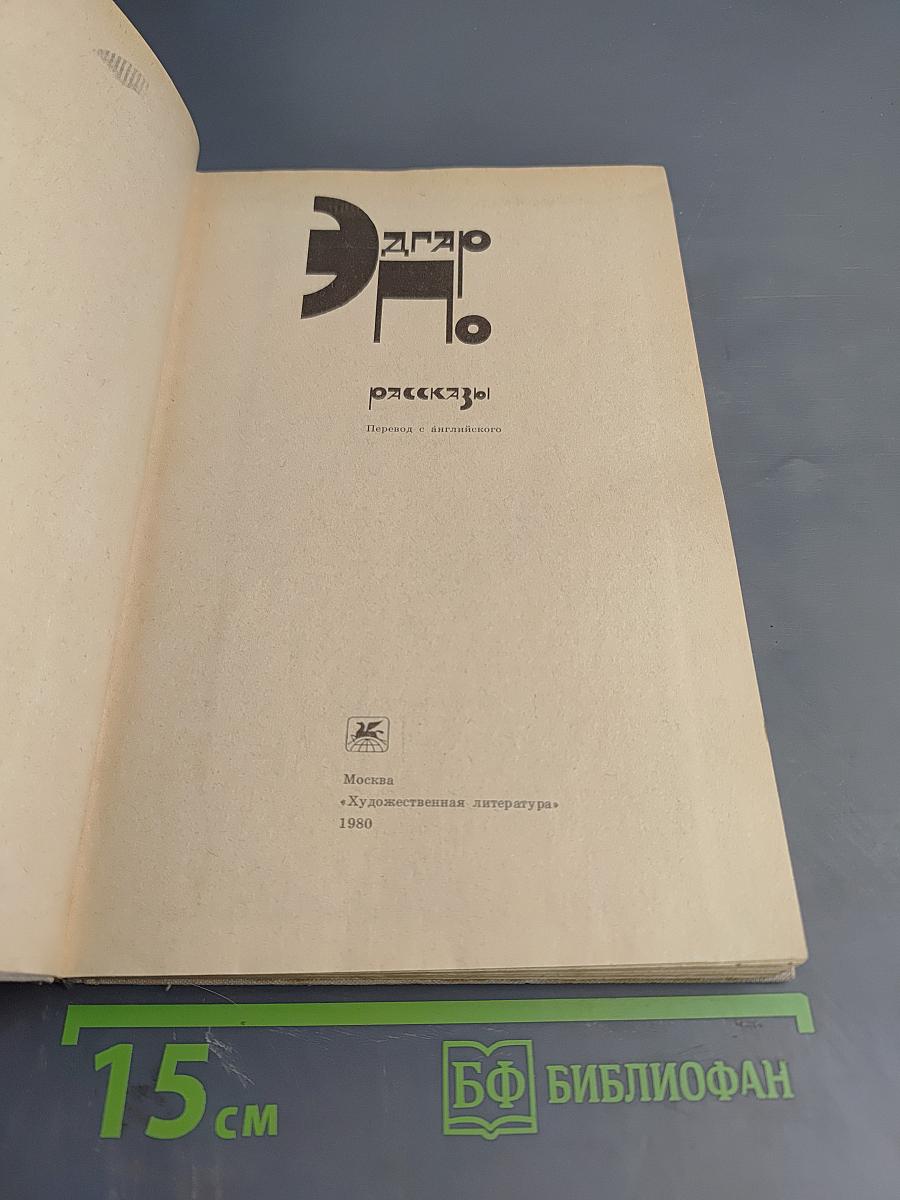 Эдгар
По
рассказы
Перевод с английского
Москва
«Художественная литература»
1980
15 см
БФ БИБЛИОФАН